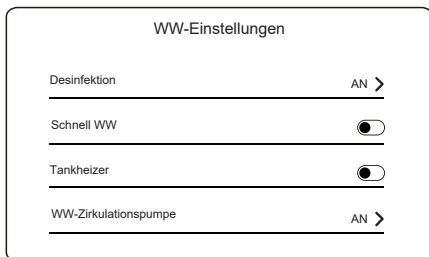 WW-Einstellungen
Desinfektion AN
Schnell WW
Tankheizer
WW-Zirkulationspumpe AN